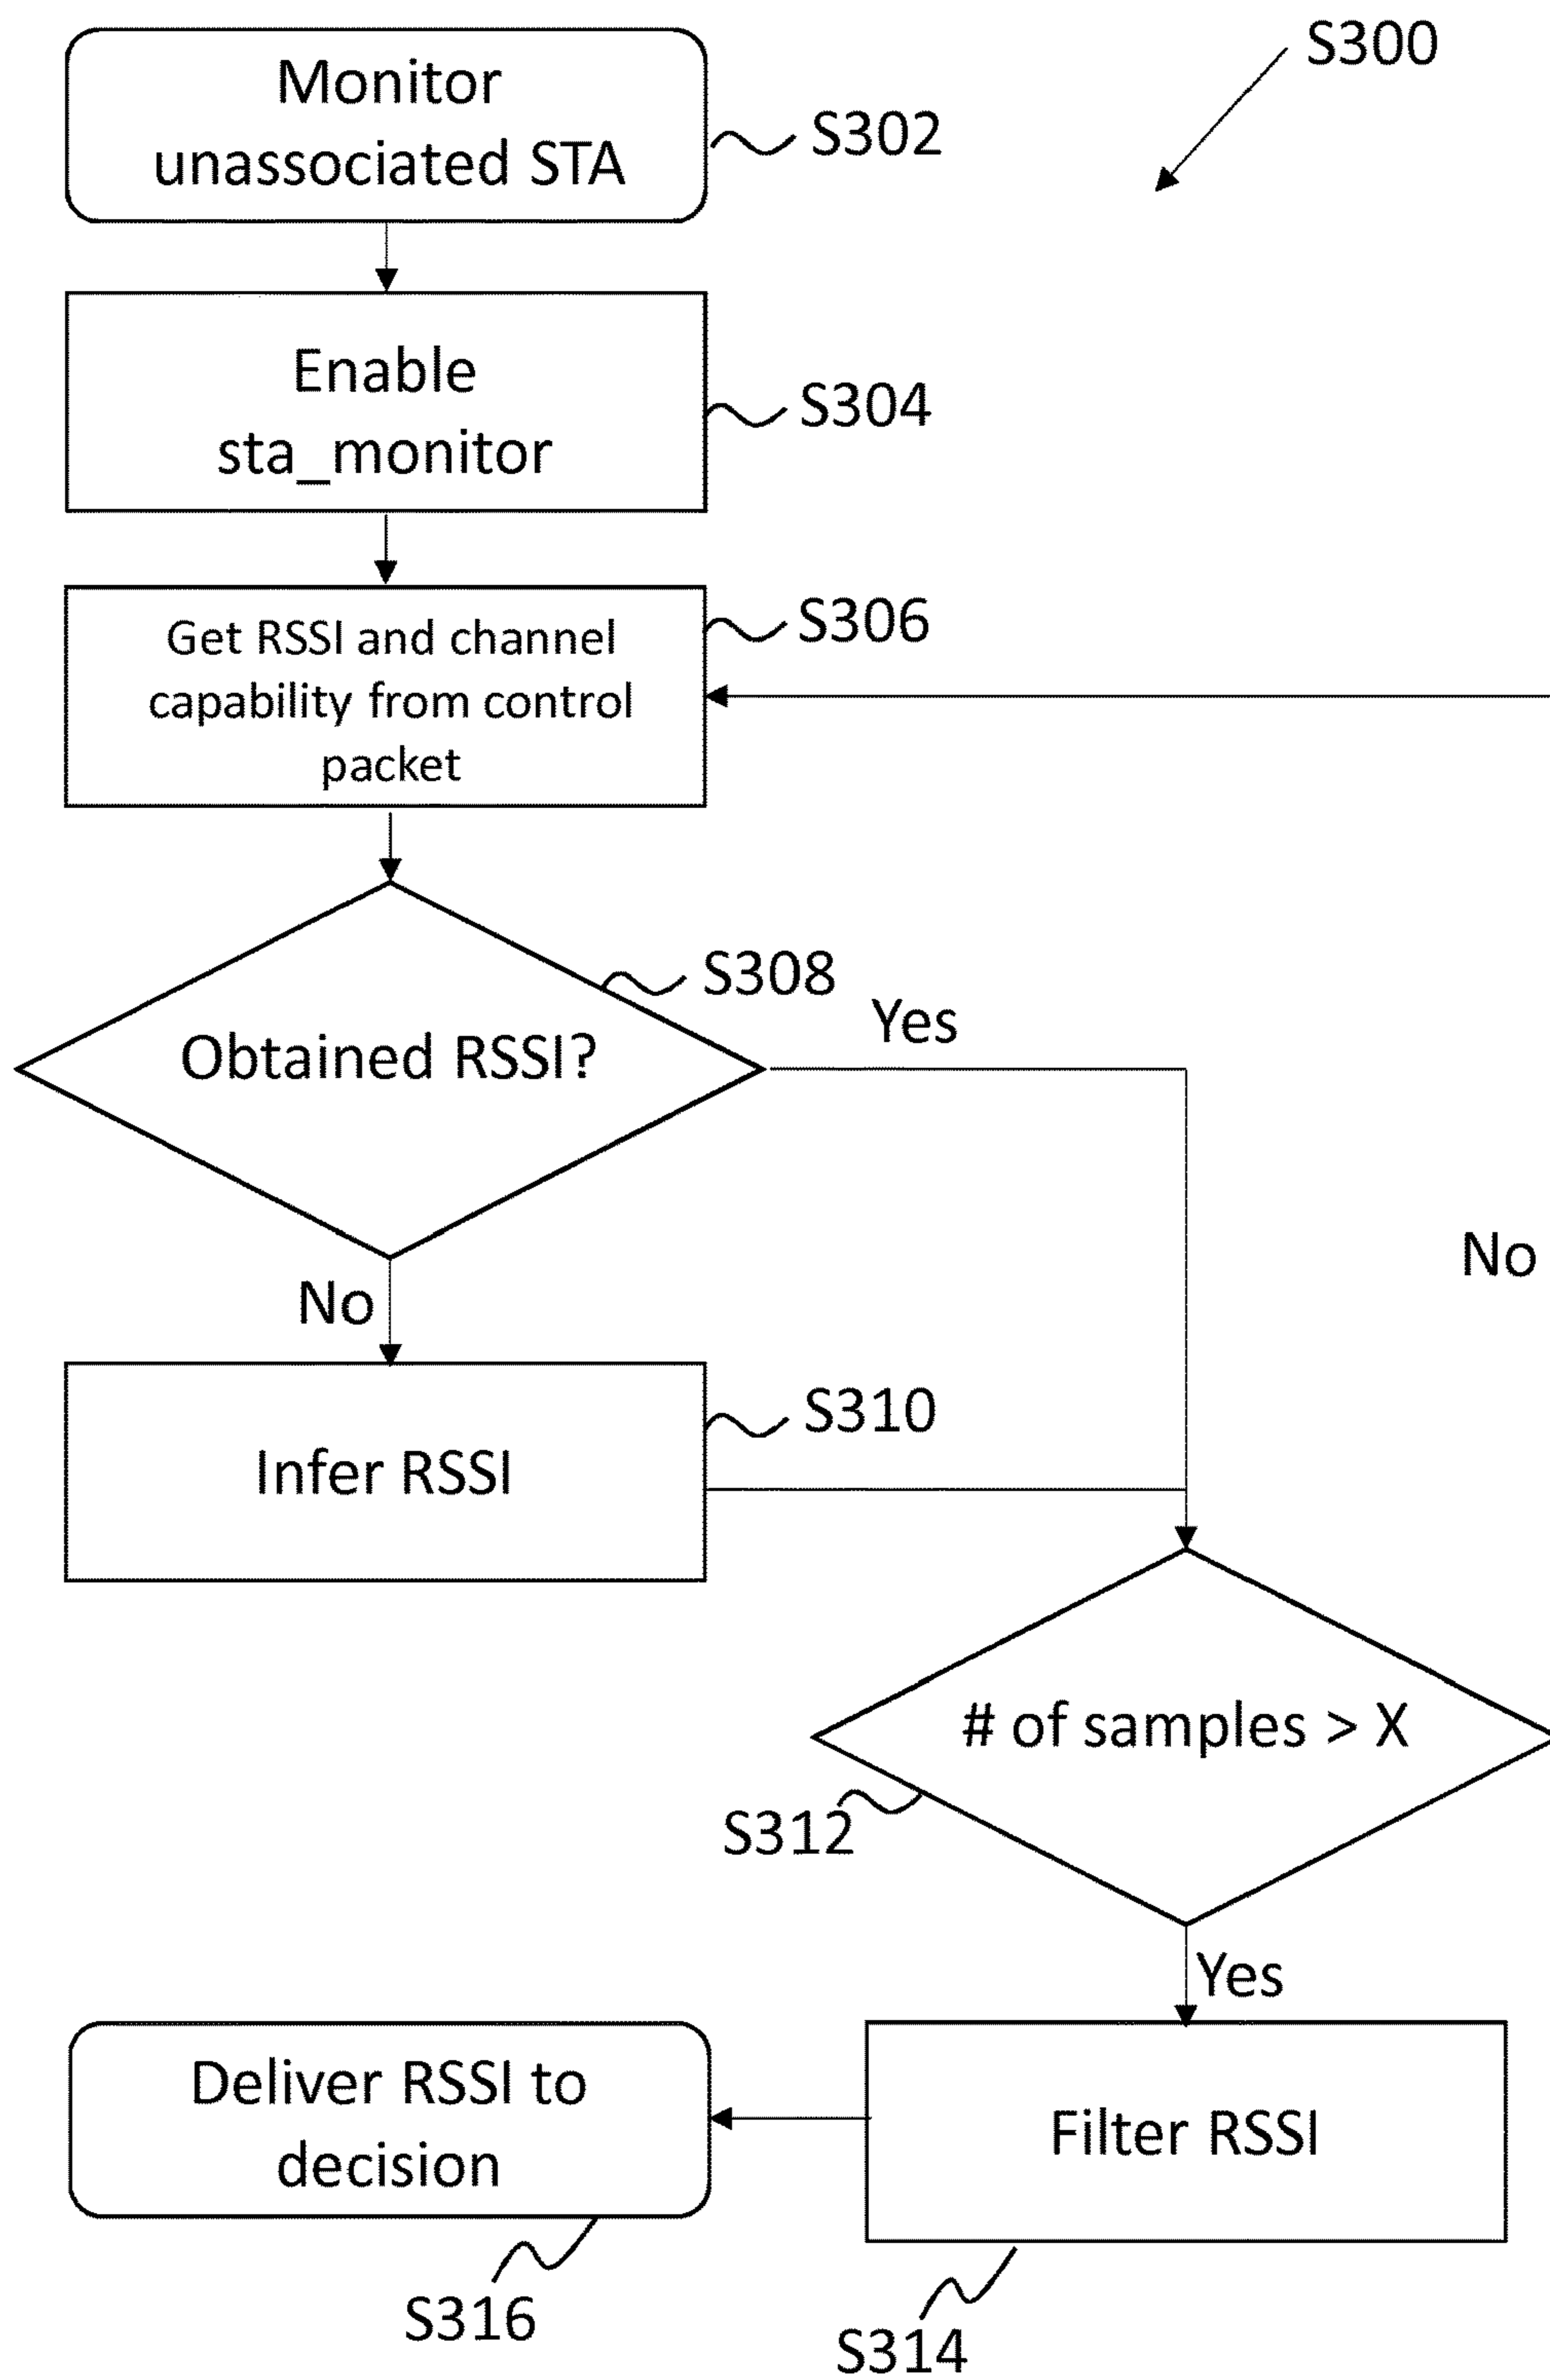 S300
Monitor
unassociated STA
S302
Enable
sta_monitor
S304
Get RSSI and channel
capability from control
packet
S306
Obtained RSSI?
S308
Yes
No
No
Infer RSSI
S310
# of samples > X
S312
Yes
Filter RSSI
S314
Deliver RSSI to
decision
S316